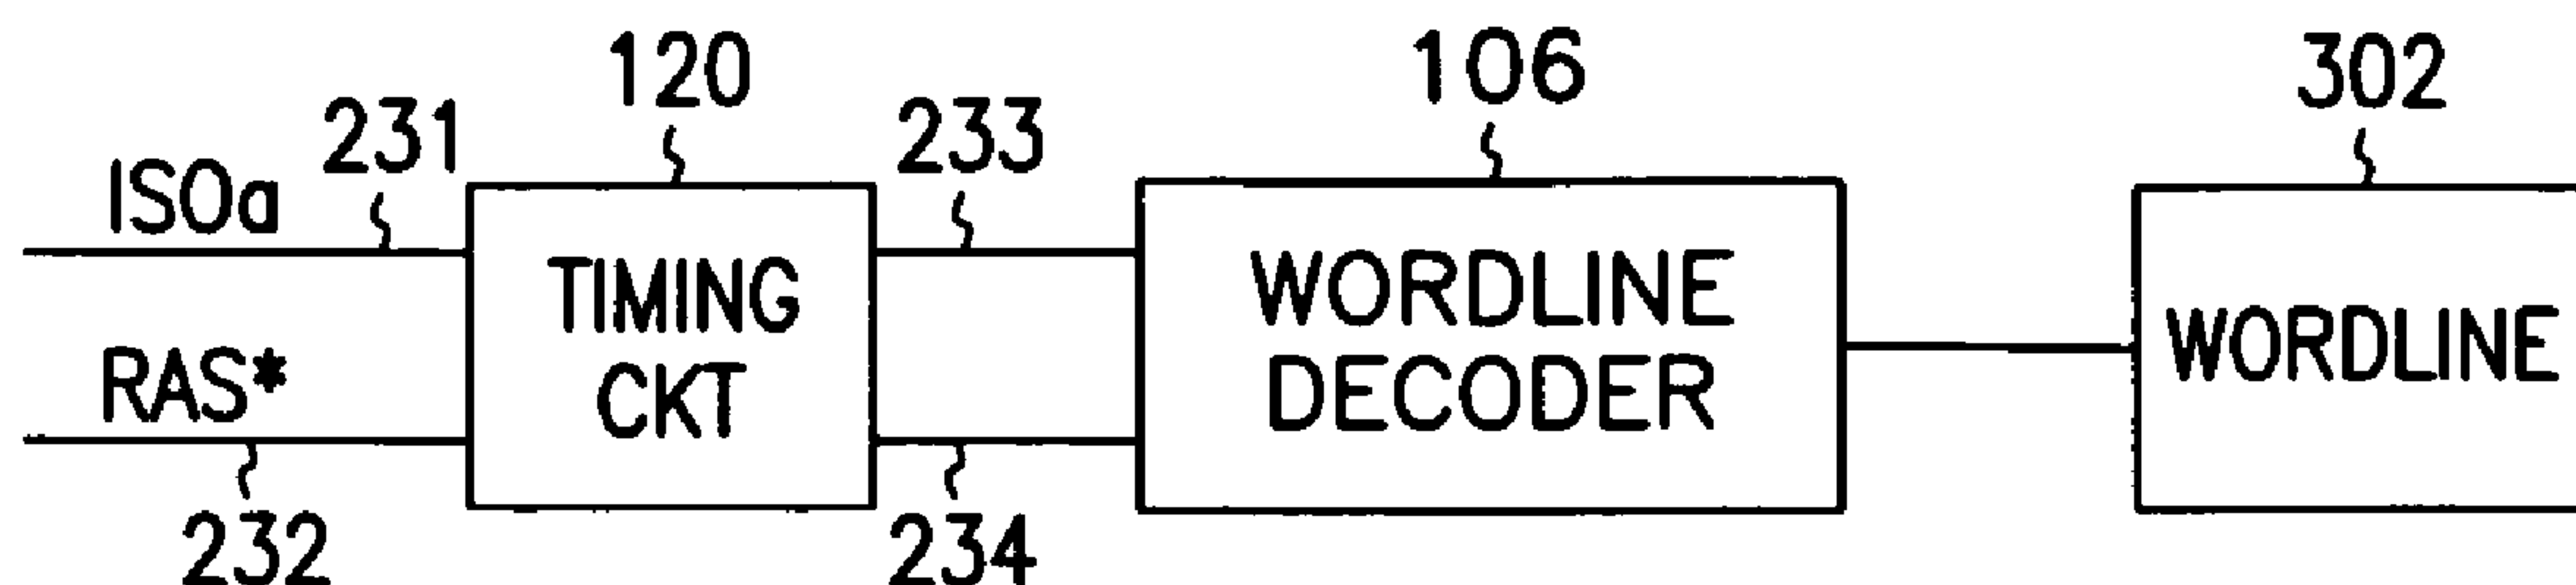 120
106
302
231
233
ISOa
TIMING
CKT
WORDLINE
DECODER
WORDLINE
RAS*
232
234